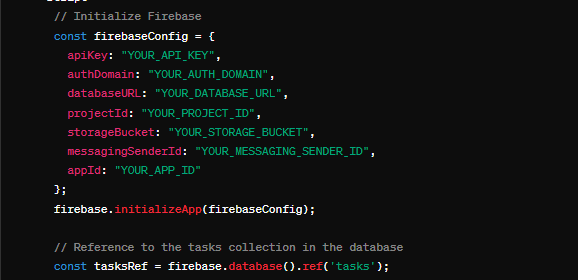 // Initialize Firebase
const firebaseConfig = {
apiKey: "YOUR_API_KEY",
authDomain: "YOUR_AUTH_DOMAIN",
databaseURL: "YOUR_DATABASE_URL",
projectId: "YOUR_PROJECT_ID",
storageBucket: "YOUR_STORAGE_BUCKET",
messagingSenderId: "YOUR_MESSAGING_SENDER_ID",
appId: "YOUR_APP_ID"
};
firebase.initializeApp(firebaseConfig);
// Reference to the tasks collection in the database
const tasksRef = firebase.database().ref('tasks');